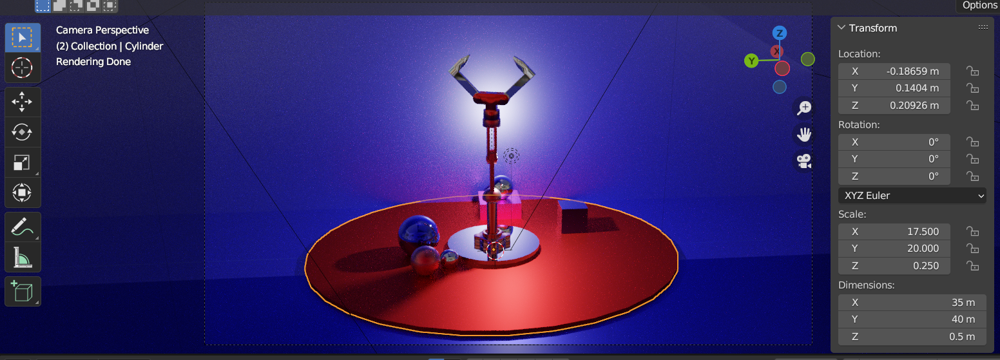 Options
Camera Perspective
(2) Collection | Cylinder
Rendering Done
Z
X
Y
Transform
Location:
X -0.18659 m
Y 0.1404 m
Z 0.20926 m
Rotation:
X 0°
Y 0°
Z 0°
XYZ Euler
Scale:
X 17.500
Y 20.000
Z 0.250
Dimensions:
X 35 m
Y 40 m
Z 0.5 m